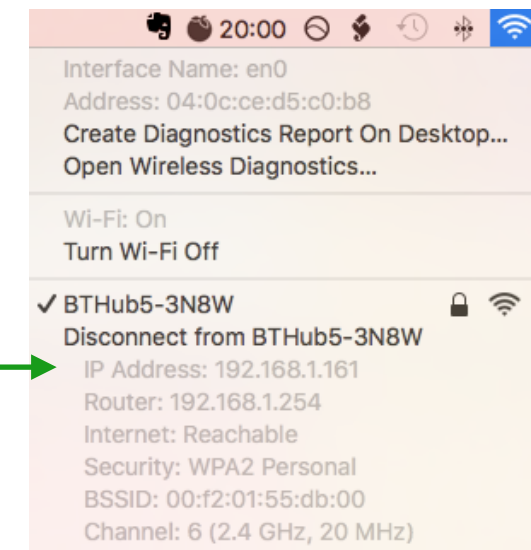 20:00
Interface Name: en0
Address: 04:0c:ce:d5:c0:b8
Create Diagnostics Report On Desktop...
Open Wireless Diagnostics...
Wi-Fi: On
Turn Wi-Fi Off
BTHub5-3N8W
Disconnect from BTHub5-3N8W
IP Address: 192.168.1.161
Router: 192.168.1.254
Internet: Reachable
Security: WPA2 Personal
BSSID: 00:f2:01:55:db:00
Channel: 6 (2.4 GHz, 20 MHz)